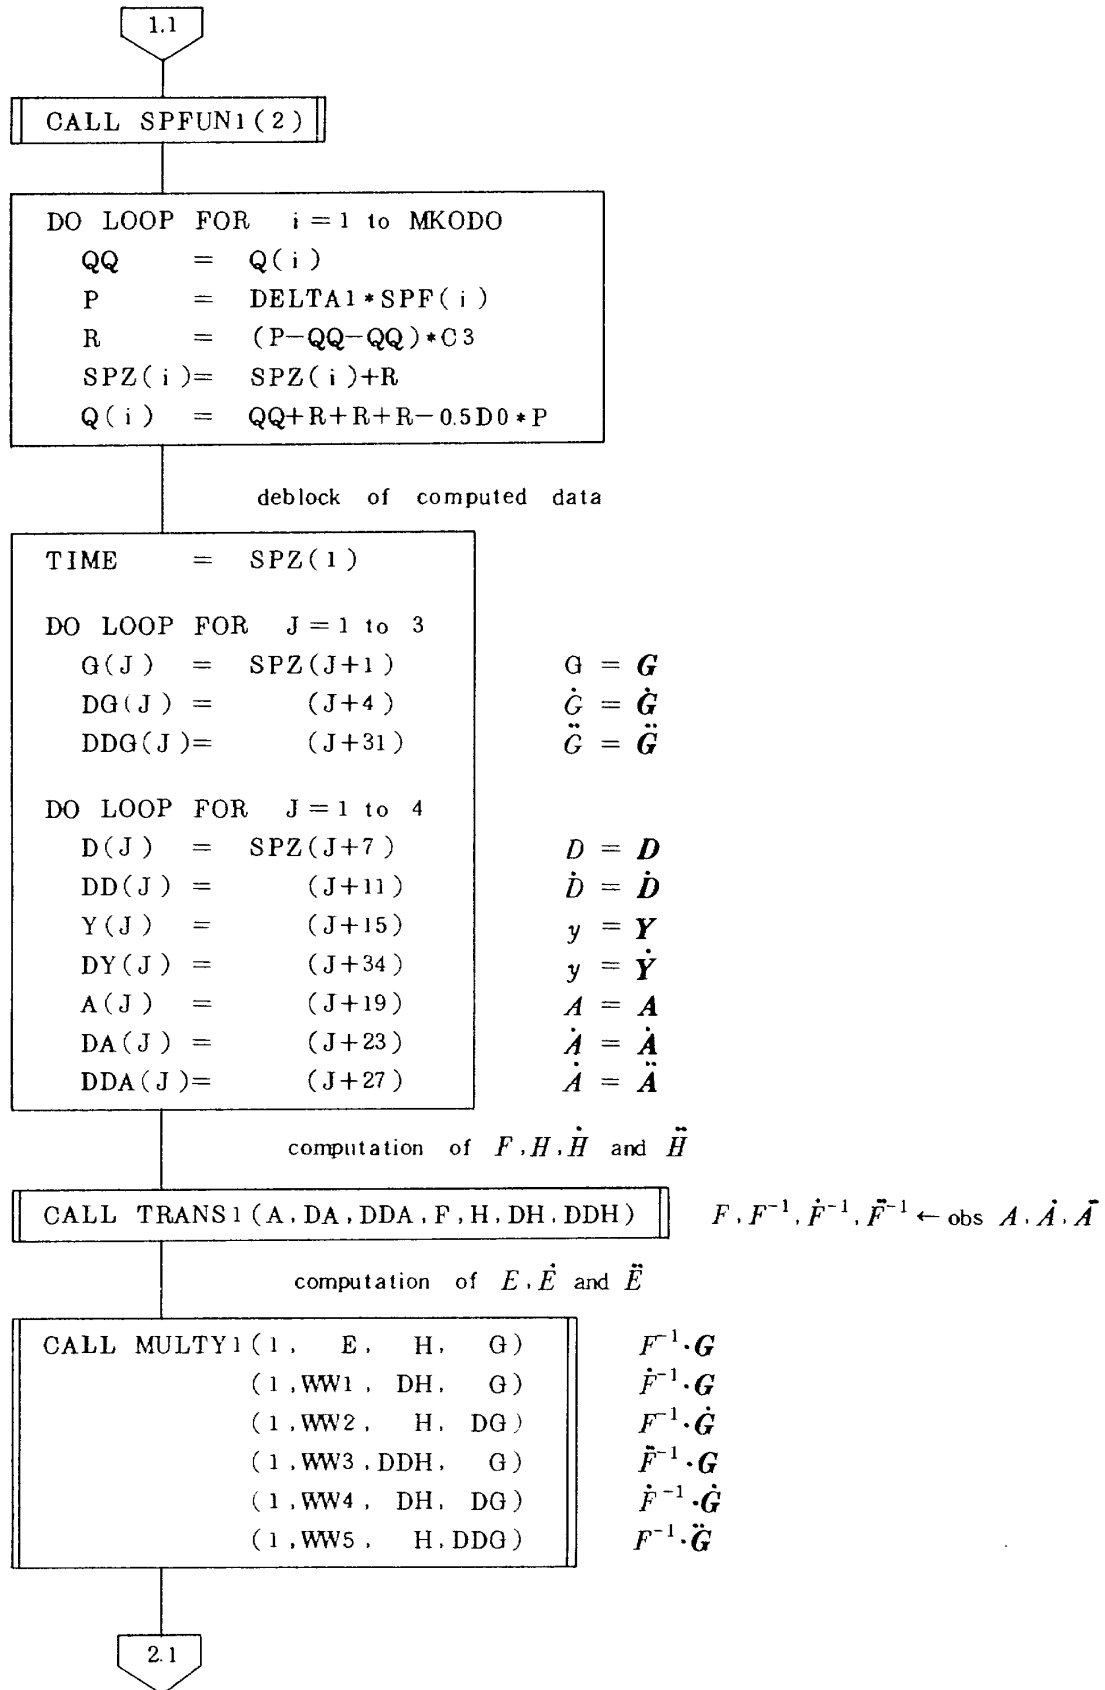 1.1
CALL SPFUN1(2)
DO LOOP FOR i=1 to MKODO
QQ = Q(i)
P = DELTA1*SPF(i)
R = (P-QQ-QQ)*C3
SPZ(i)= SPZ(i)+R
Q(i) = QQ+R+R+R-0.5D0*P
deblock of computed data
TIME = SPZ(1)
DO LOOP FOR J=1 to 3
G(J) = SPZ(J+1) G = G
DG(J) = (J+4) Ġ = Ġ
DDG(J)= (J+31) G̈ = G̈
DO LOOP FOR J=1 to 4
D(J) = SPZ(J+7) D = D
DD(J) = (J+11) Ḋ = Ḋ
Y(J) = (J+15) y = Y
DY(J) = (J+34) y = Ẏ
A(J) = (J+19) A = A
DA(J) = (J+23) Ȧ = Ȧ
DDA(J)= (J+27) Ȧ = Ä
computation of F, H, Ḣ and Ḧ
CALL TRANS1(A, DA, DDA, F, H, DH, DDH) F, F⁻¹, Ḟ⁻¹, F̈⁻¹ ← obs A, Ȧ, Ä
computation of E, Ė and Ë
CALL MULTY1(1, E, H, G) F⁻¹·G
(1, WW1, DH, G) Ḟ⁻¹·G
(1, WW2, H, DG) F⁻¹·Ġ
(1, WW3, DDH, G) F̈⁻¹·G
(1, WW4, DH, DG) Ḟ⁻¹·Ġ
(1, WW5, H, DDG) F⁻¹·G̈
2.1